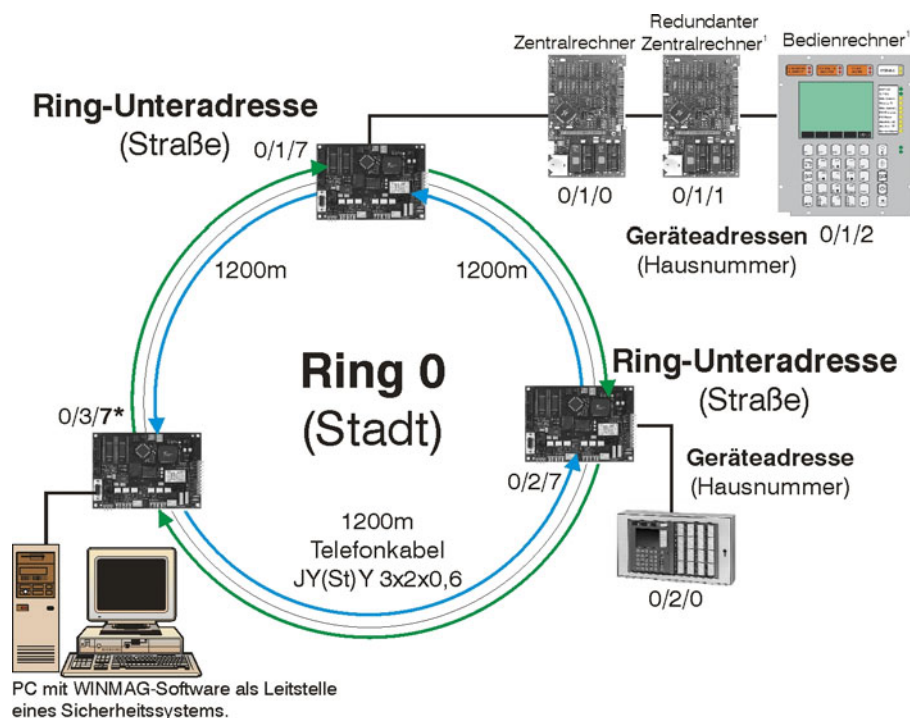 Zentralrechner
Redundanter
Zentralrechner¹
Bedienrechner¹
Ring-Unteradresse
(Straße)
0/1/7
0/1/0
0/1/1
0/1/2
Geräteadressen
(Hausnummer)
1200m
1200m
Ring 0
(Stadt)
Ring-Unteradresse
(Straße)
0/3/7*
0/2/7
Geräteadresse
(Hausnummer)
1200m
Telefonkabel
JY(St)Y 3x2x0,6
0/2/0
PC mit WINMAG-Software als Leitstelle
eines Sicherheitssystems.